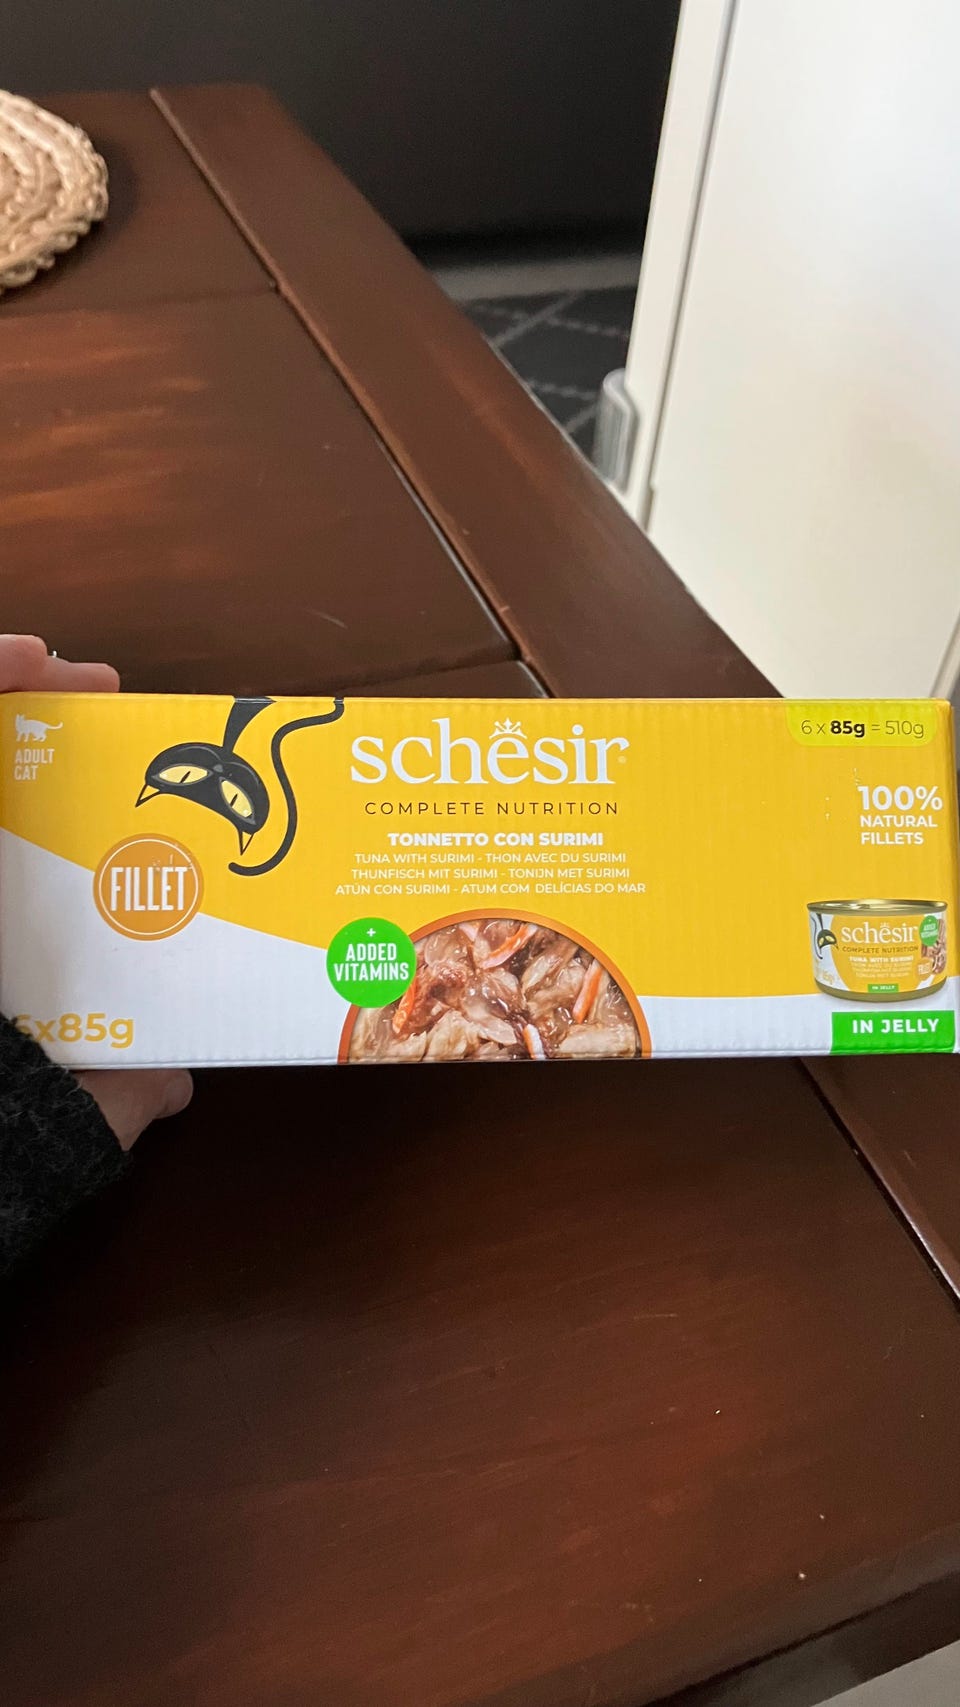 ADULT
CAT
schesir
COMPLETE NUTRITION
TONNETTO CON SURIMI
TUNA WITH SURIMI - THON AVEC DU SURIMI
THUNFISCH MIT SURIMI - TONIJN MET SURIMI
ATÚN CON SURIMI - ATUM COM DELÍCIAS DO MAR
6 x 85g = 510g
100%
NATURAL
FILLETS
FILLET
+
ADDED
VITAMINS
6x85g
schesir
COMPLETE NUTRITION
TUNA WITH SURIMI
IN JELLY
IN JELLY